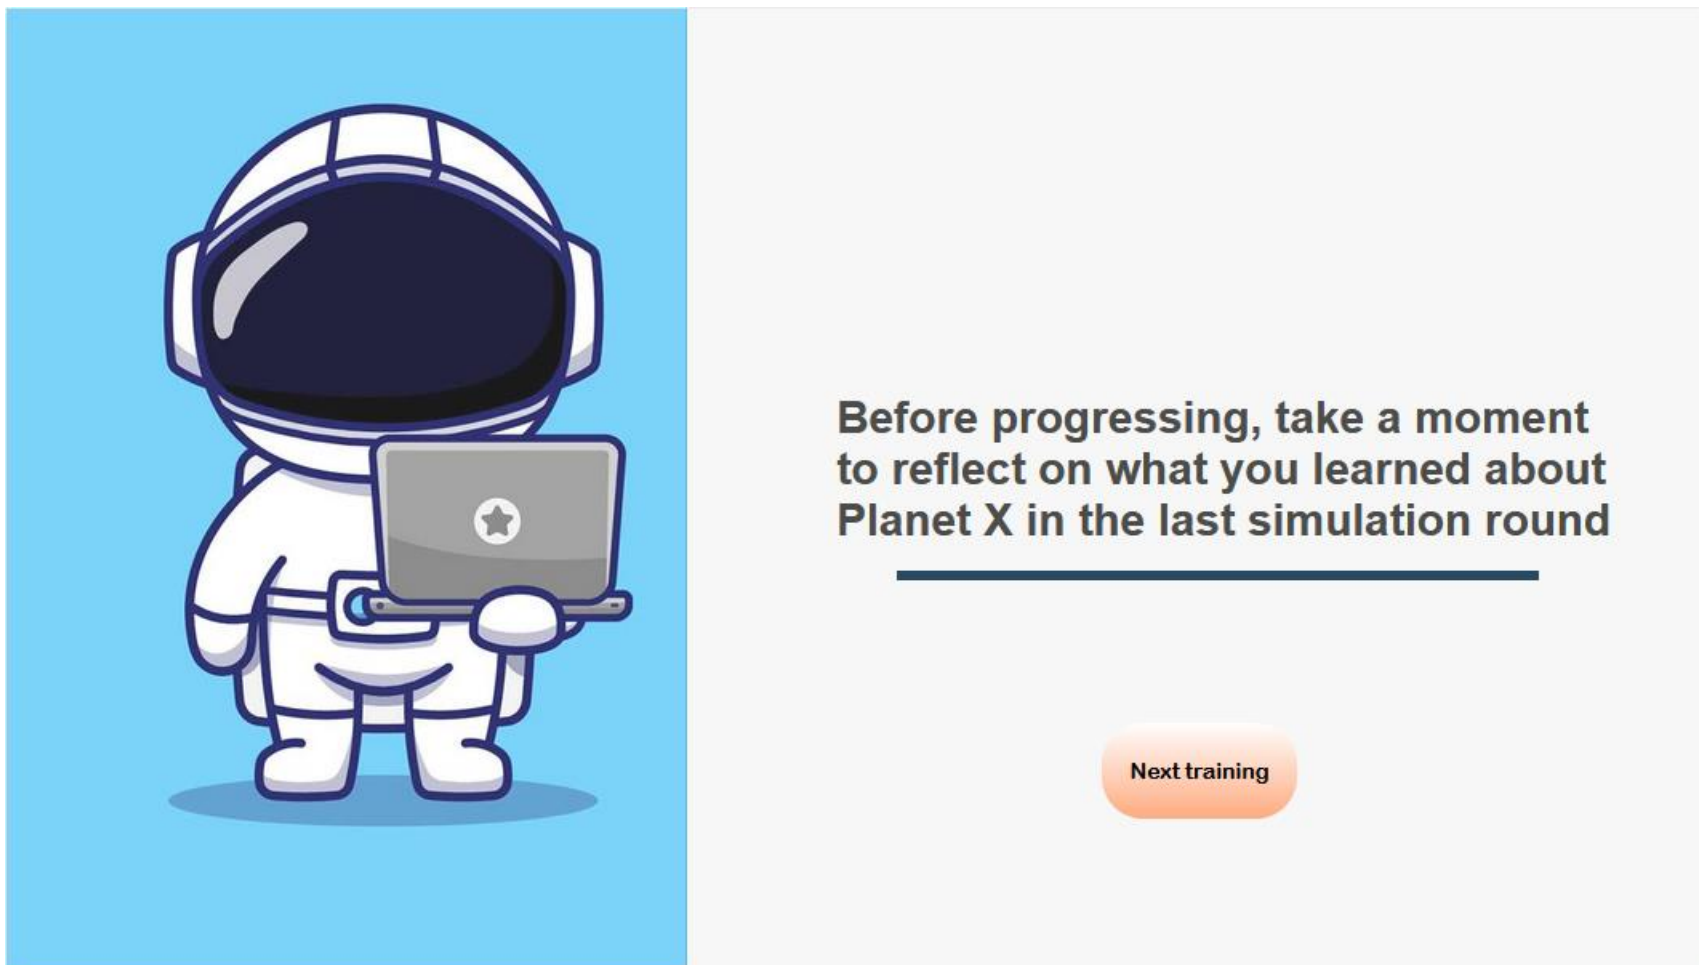 Before progressing, take a moment
to reflect on what you learned about
Planet X in the last simulation round
Next training